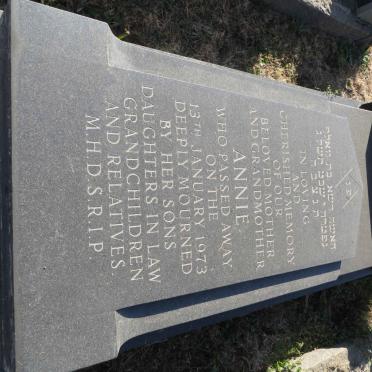 IN LOVING
AND
CHERISHED MEMORY
OF OUR
BELOVED MOTHER
AND GRANDMOTHER
ANNIE,
WHO PASSED AWAY
ON THE
13TH JANUARY 1973.
DEEPLY MOURNED
BY HER SONS
DAUGHTERS IN LAW
GRANDCHILDREN
AND RELATIVES.
M.H.D.S.R.I.P.